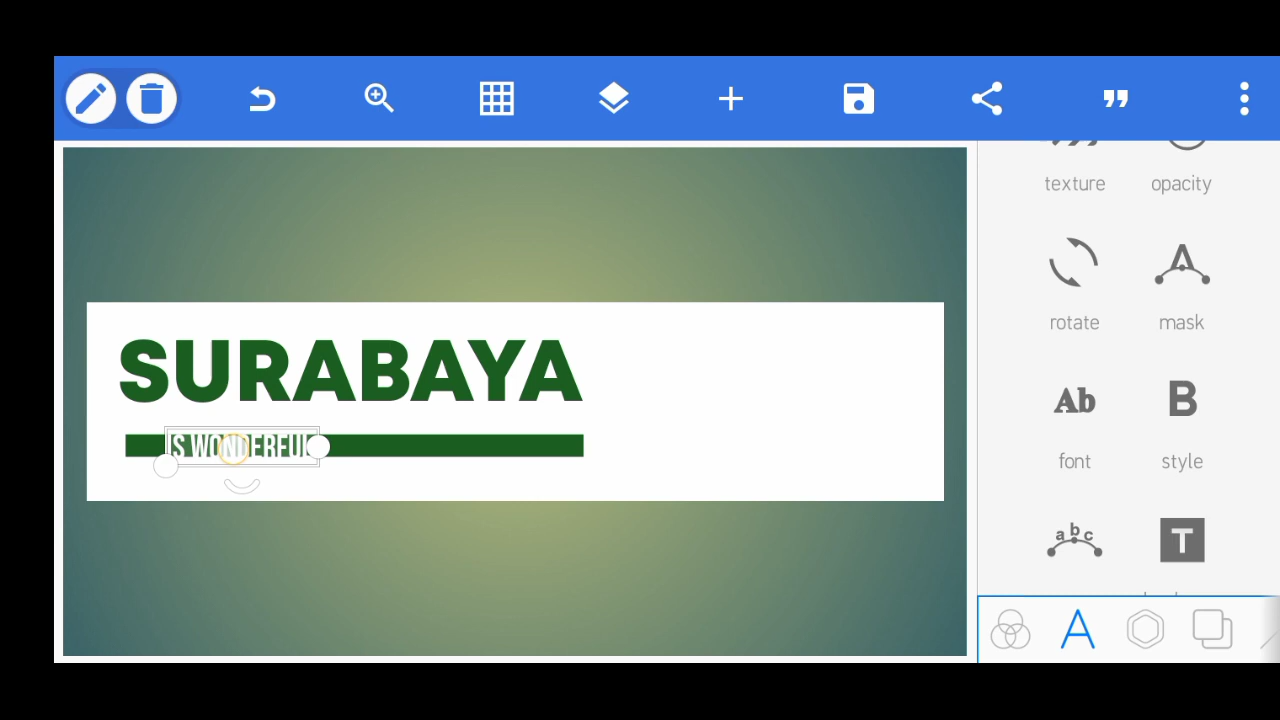 texture opacity
SURABAYA
rotate mask
IS WONDERFUL
Ab B
font style
abc T
A